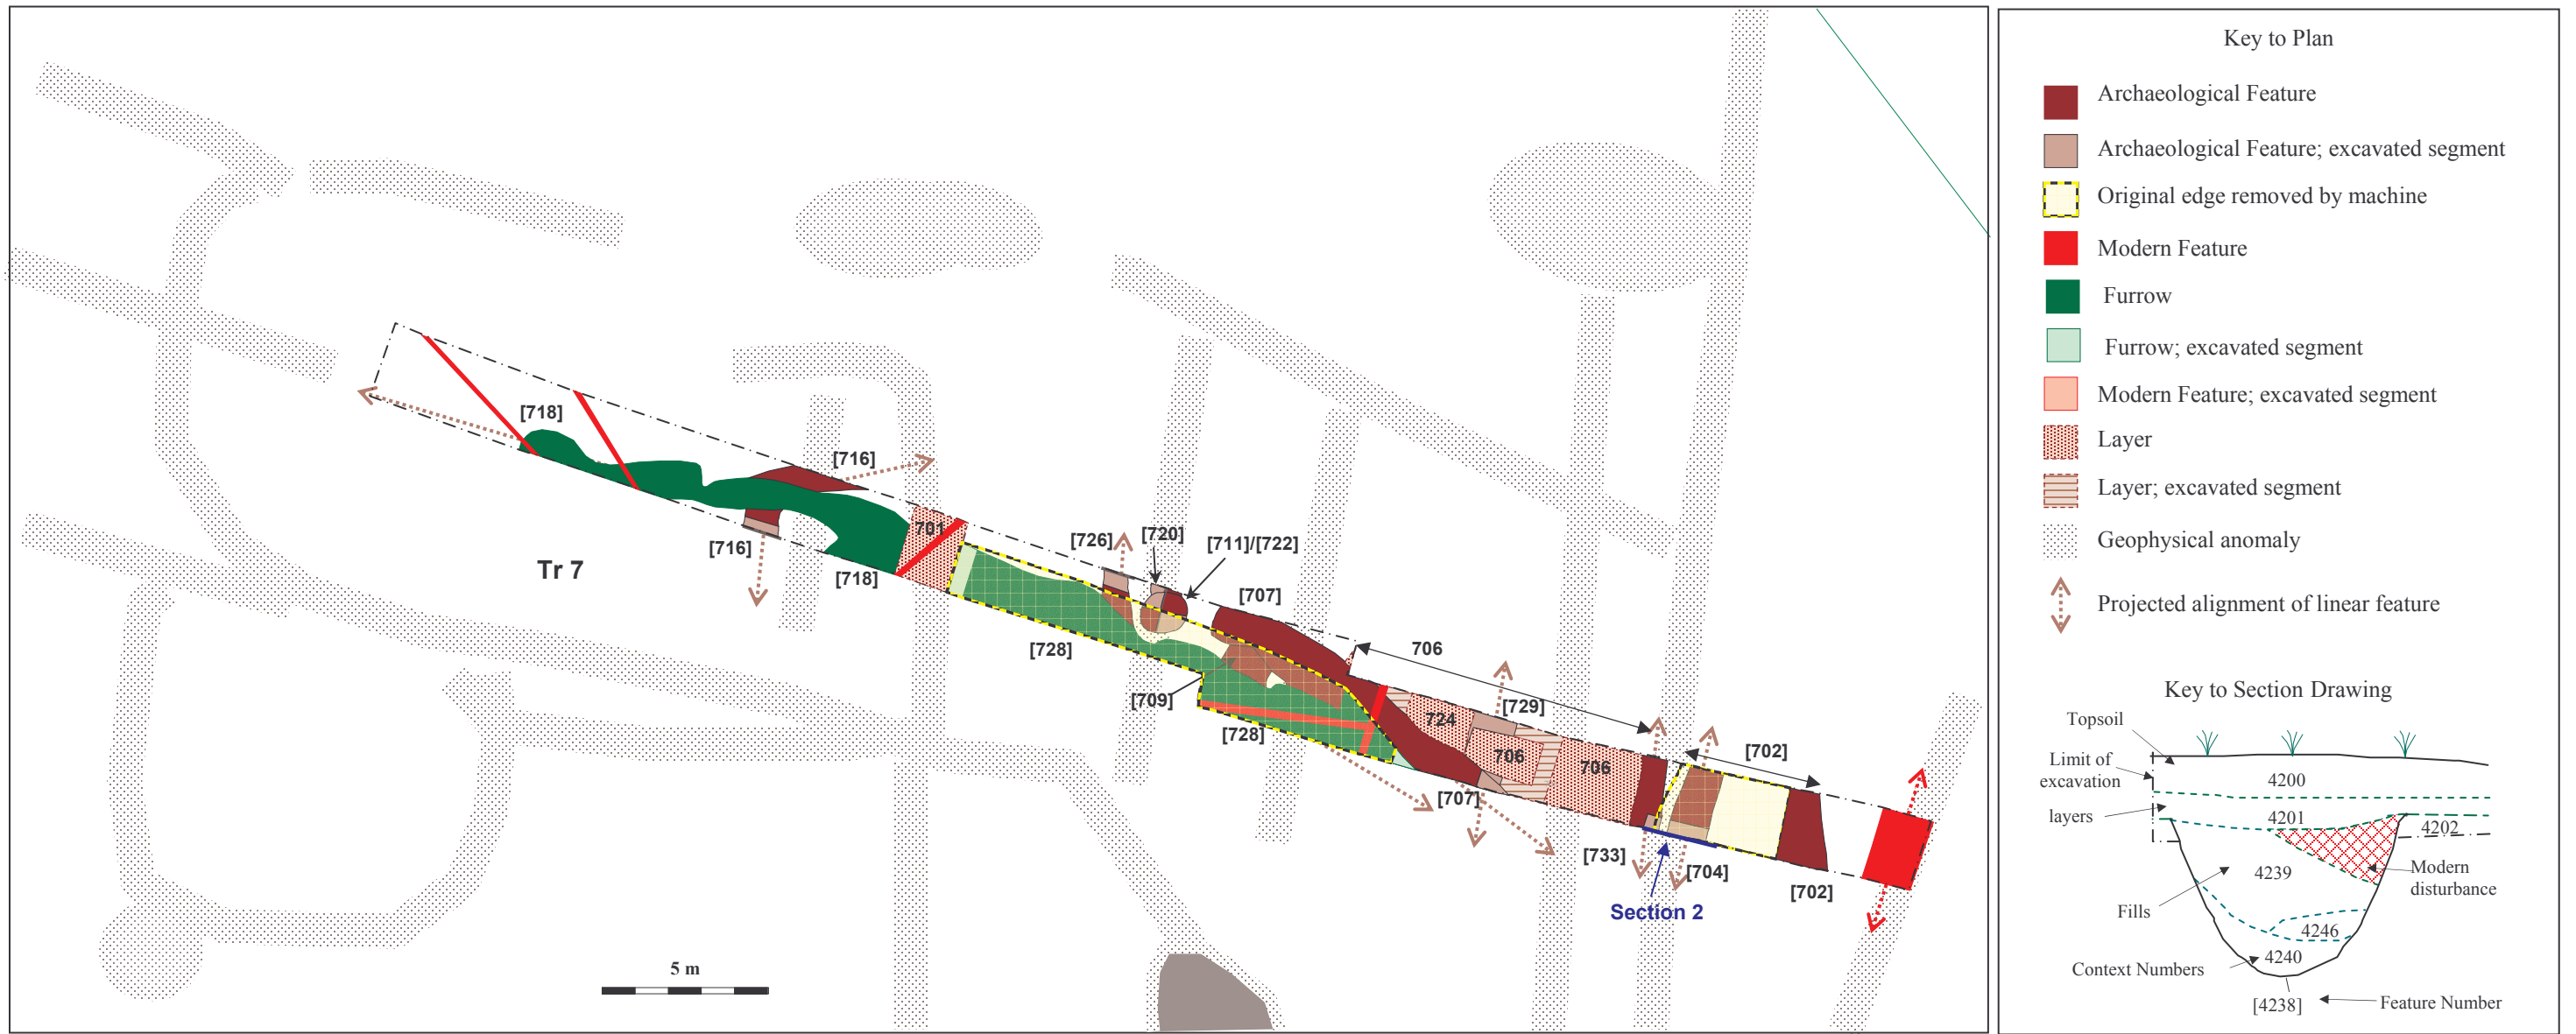 [718]
[716]
701
[716]
[718]
Tr 7
[726]
[720]
[711]/[722]
[707]
706
[728]
[709]
[728]
724
[729]
706
706
[707]
[702]
[733]
[704]
[702]
Section 2
5 m
Key to Plan
Archaeological Feature
Archaeological Feature; excavated segment
Original edge removed by machine
Modern Feature
Furrow
Furrow; excavated segment
Modern Feature; excavated segment
Layer
Layer; excavated segment
Geophysical anomaly
Projected alignment of linear feature
Key to Section Drawing
Topsoil
Limit of
excavation
layers
4200
4201
4202
4239
Modern
disturbance
Fills
4246
4240
Context Numbers
[4238]
Feature Number